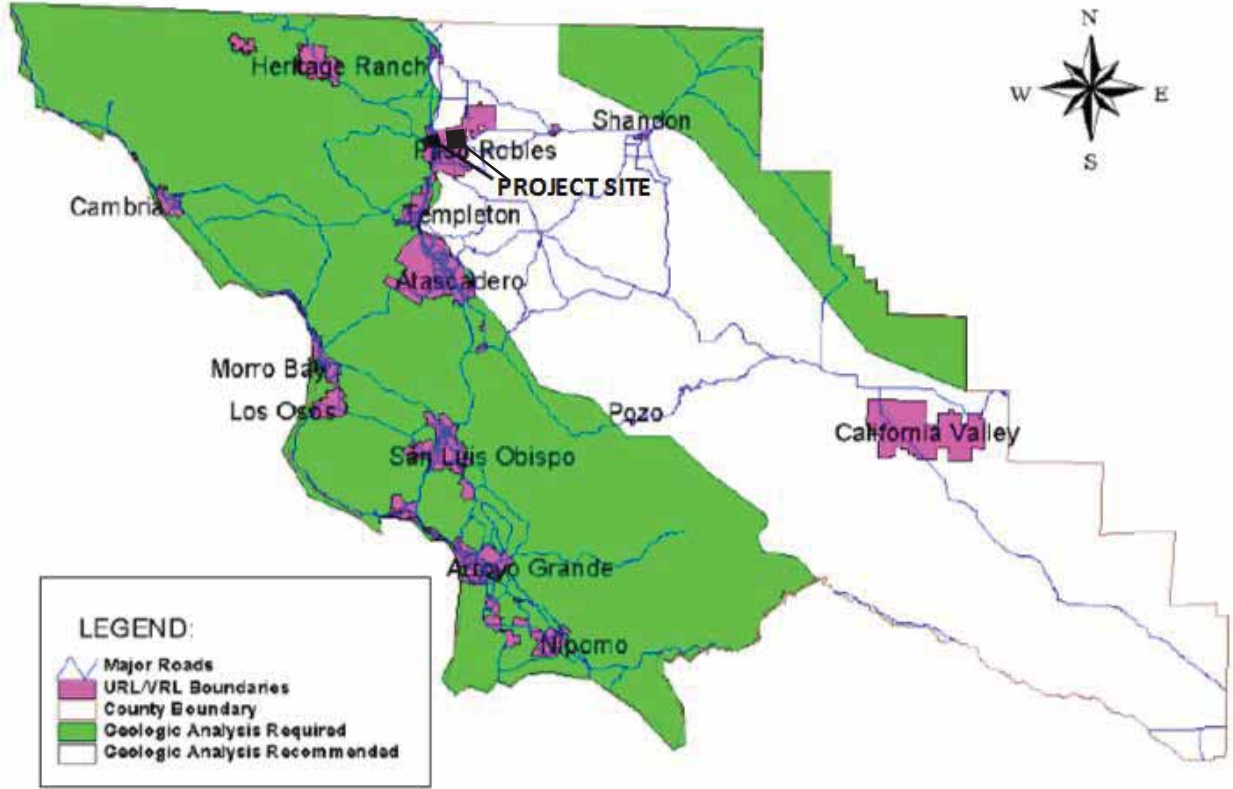 N
W
E
S
Heritage Ranch
Shandon
Paso Robles
PROJECT SITE
Cambria
Templeton
Atascadero
Morro Bay
Los Osos
Pozo
California Valley
San Luis Obispo
Arroyo Grande
Nipomo
LEGEND:
Major Roads
URL/VRL Boundaries
County Boundary
Geologic Analysis Required
Geologic Analysis Recommended